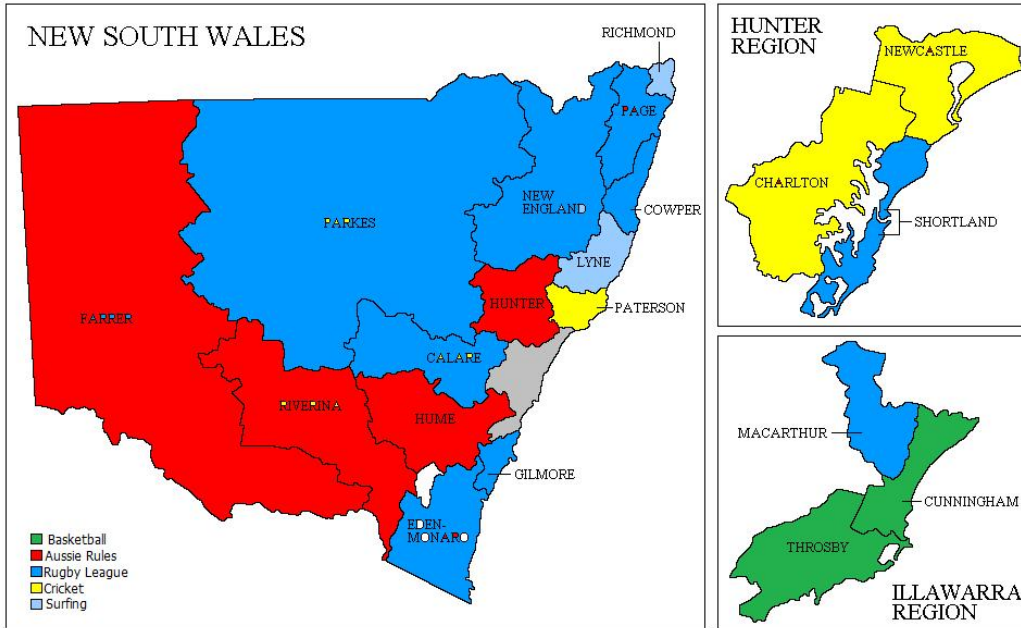 NEW SOUTH WALES
RICHMOND
PAGE
NEW
ENGLAND
COWPER
PARKES
LYNE
HUNTER
PATERSON
FARRER
CALARE
RIVERINA
HUME
GILMORE
EDEN-
MONARO
Basketball
Aussie Rules
Rugby League
Cricket
Surfing
HUNTER
REGION
NEWCASTLE
CHARLTON
SHORTLAND
MACARTHUR
CUNNINGHAM
THROSBY
ILLAWARRA
REGION